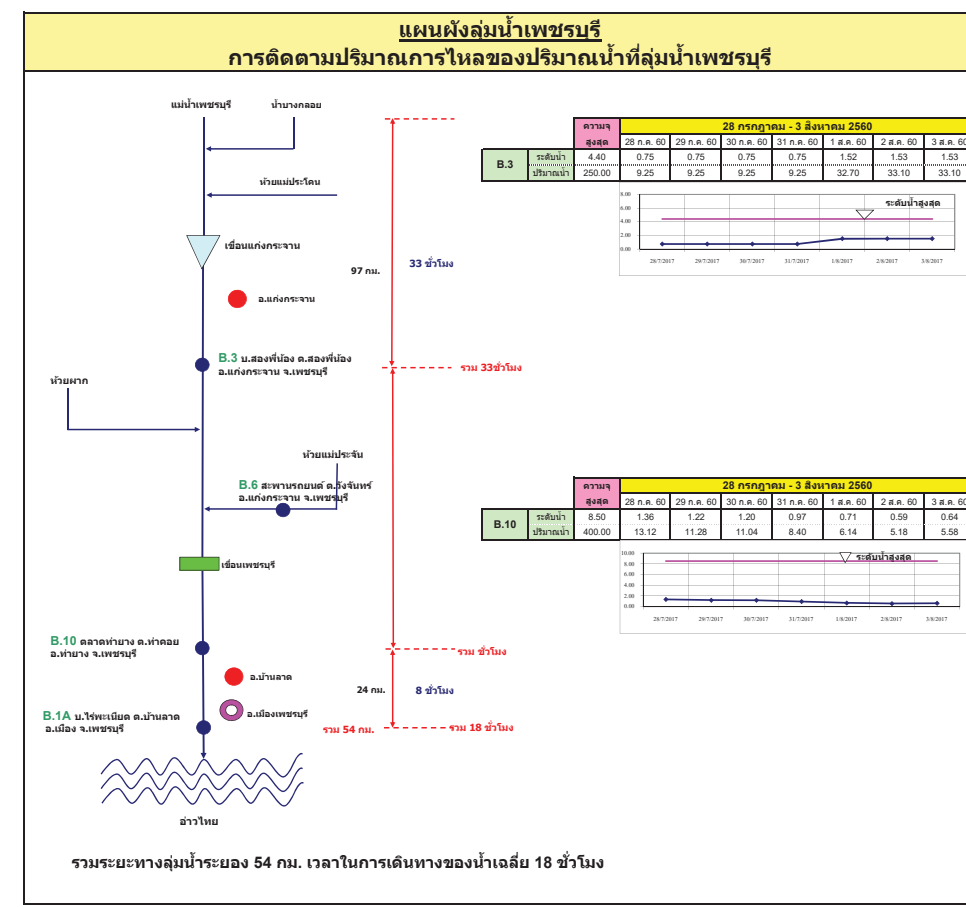 แผนผังลุ่มน้ำเพชรบุรี
การติดตามปริมาณการไหลของปริมาณน้ำที่ลุ่มน้ำเพชรบุรี
แม่น้ำเพชรบุรี
น้ำบางกลอย
ห้วยแม่ประโดน
เขื่อนแก่งกระจาน
97 กม.
33 ชั่วโมง
อ.แก่งกระจาน
B.3 บ.สองพี่น้อง ต.สองพี่น้อง
อ.แก่งกระจาน จ.เพชรบุรี
รวม 33ชั่วโมง
ห้วยผาก
ห้วยแม่ประจัน
B.6 สะพานรถยนต์ ต.วังจันทร์
อ.แก่งกระจาน จ.เพชรบุรี
เขื่อนเพชรบุรี
B.10 ตลาดท่ายาง ต.ท่าคอย
อ.ท่ายาง จ.เพชรบุรี
รวม ชั่วโมง
อ.บ้านลาด
24 กม.
8 ชั่วโมง
อ.เมืองเพชรบุรี
B.1A บ.ไร่พะเนียด ต.บ้านลาด
อ.เมือง จ.เพชรบุรี
รวม 54 กม.
รวม 18 ชั่วโมง
อ่าวไทย
รวมระยะทางลุ่มน้ำระยอง 54 กม. เวลาในการเดินทางของน้ำเฉลี่ย 18 ชั่วโมง
ความจุ 28 กรกฎาคม - 3 สิงหาคม 2560
สูงสุด 28 ก.ค. 60 29 ก.ค. 60 30 ก.ค. 60 31 ก.ค. 60 1 ส.ค. 60 2 ส.ค. 60 3 ส.ค. 60
B.3
ระดับน้ำ 4.40 0.75 0.75 0.75 0.75 1.52 1.53 1.53
ปริมาณน้ำ 250.00 9.25 9.25 9.25 9.25 32.70 33.10 33.10
ระดับน้ำสูงสุด
8.00
6.00
4.00
2.00
0.00
28/7/2017 29/7/2017 30/7/2017 31/7/2017 1/8/2017 2/8/2017 3/8/2017
ความจุ 28 กรกฎาคม - 3 สิงหาคม 2560
สูงสุด 28 ก.ค. 60 29 ก.ค. 60 30 ก.ค. 60 31 ก.ค. 60 1 ส.ค. 60 2 ส.ค. 60 3 ส.ค. 60
B.10
ระดับน้ำ 8.50 1.36 1.22 1.20 0.97 0.71 0.59 0.64
ปริมาณน้ำ 400.00 13.12 11.28 11.04 8.40 6.14 5.18 5.58
ระดับน้ำสูงสุด
10.00
8.00
6.00
4.00
2.00
0.00
28/7/2017 29/7/2017 30/7/2017 31/7/2017 1/8/2017 2/8/2017 3/8/2017